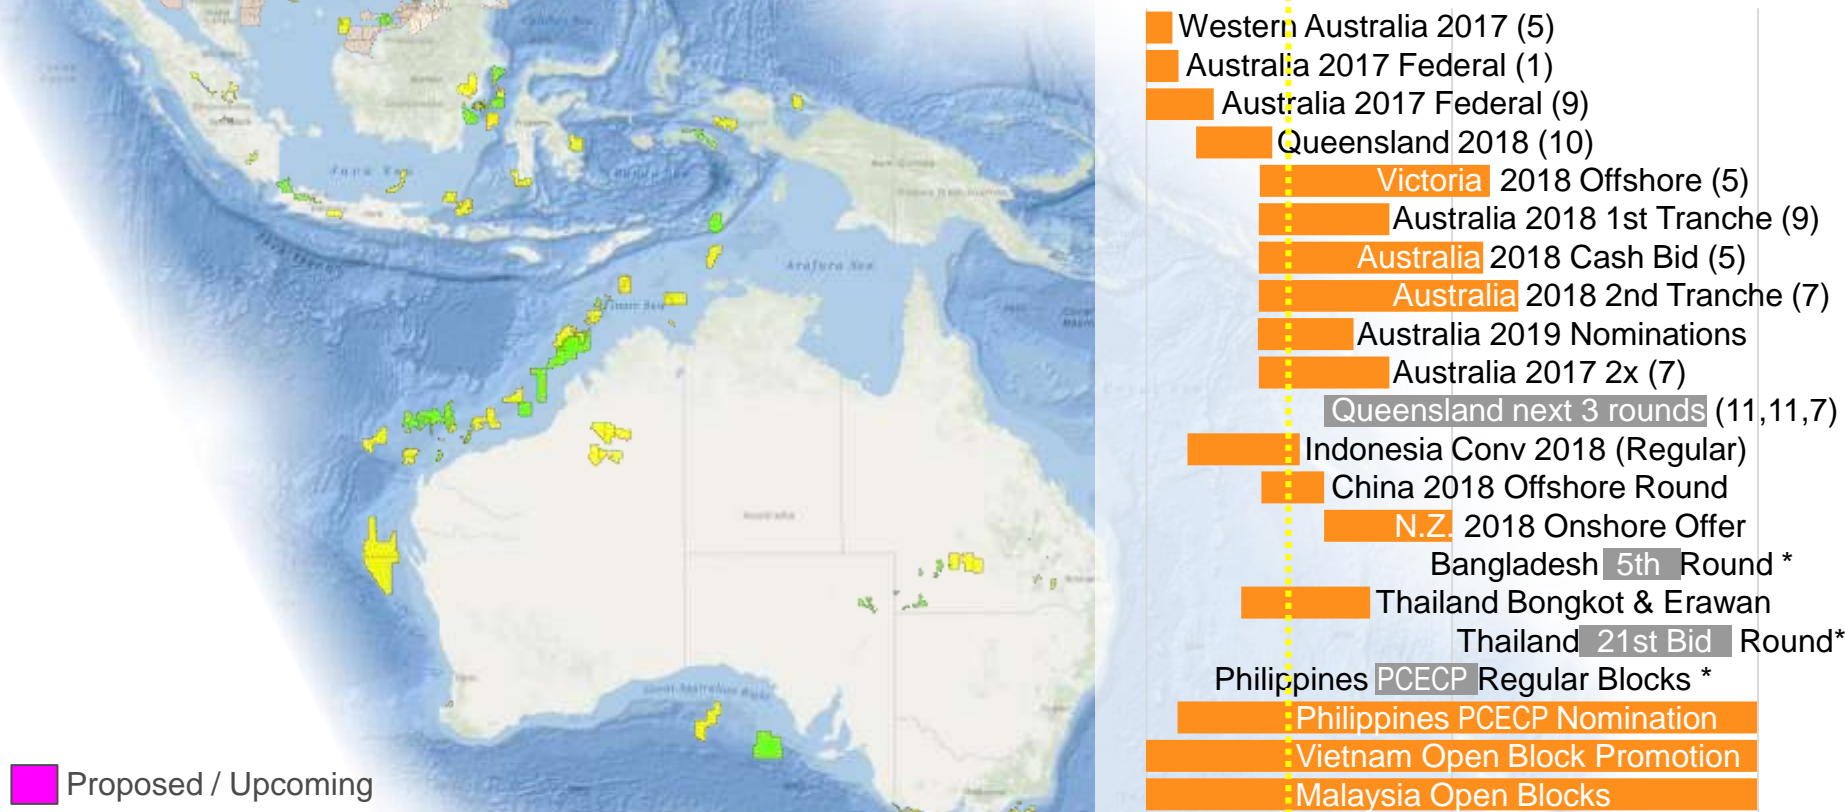 Western Australia 2017 (5)
Australia 2017 Federal (1)
Australia 2017 Federal (9)
Queensland 2018 (10)
Victoria 2018 Offshore (5)
Australia 2018 1st Tranche (9)
Australia 2018 Cash Bid (5)
Australia 2018 2nd Tranche (7)
Australia 2019 Nominations
Australia 2017 2x (7)
Queensland next 3 rounds (11,11,7)
Indonesia Conv 2018 (Regular)
China 2018 Offshore Round
N.Z. 2018 Onshore Offer
Bangladesh 5th Round *
Thailand Bongkot & Erawan
Thailand 21st Bid Round*
Philippines PCECP Regular Blocks *
Philippines PCECP Nomination
Vietnam Open Block Promotion
Malaysia Open Blocks
Java Sea
Banda Sea
Arafura Sea
Timor Sea
Australia
Great Australian Bight
Proposed / Upcoming